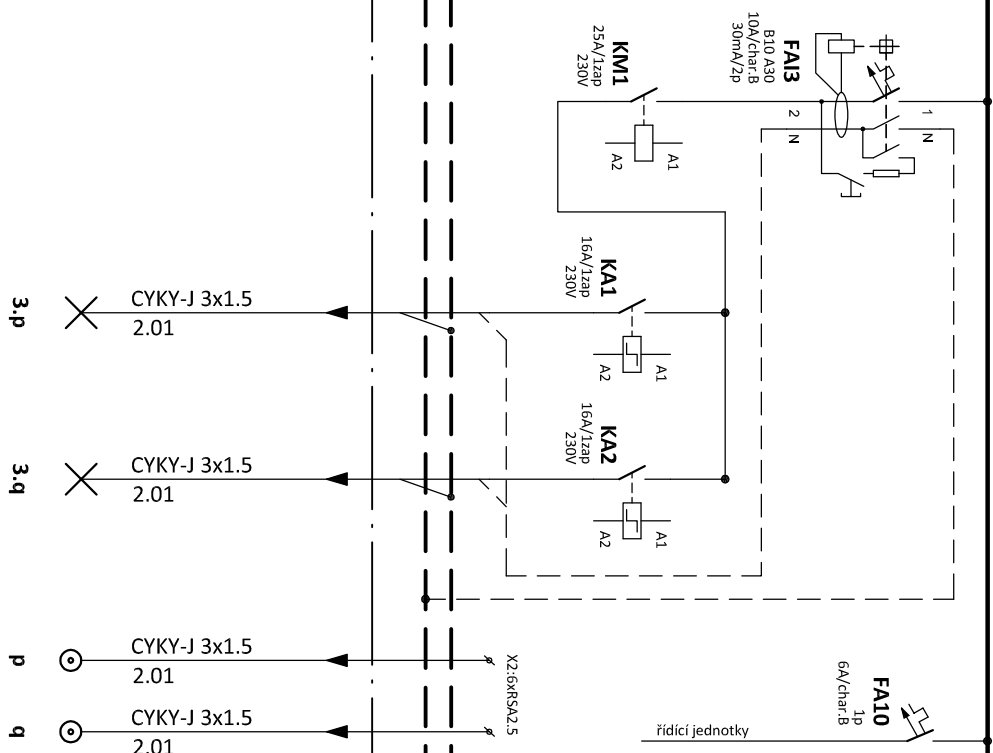 FAI3
B10 A30
10A/char.B
30mA/2p
1
N
2
N
KM1
25A/1zap
230V
A1
A2
KA1
16A/1zap
230V
A1
A2
CYKY-J 3x1.5
2.01
3.p
KA2
16A/1zap
230V
A1
A2
CYKY-J 3x1.5
2.01
3.q
CYKY-J 3x1.5
2.01
p
X2:6xRSA2.5
CYKY-J 3x1.5
2.01
q
FA10
1p
6A/char.B
řídící jednotky